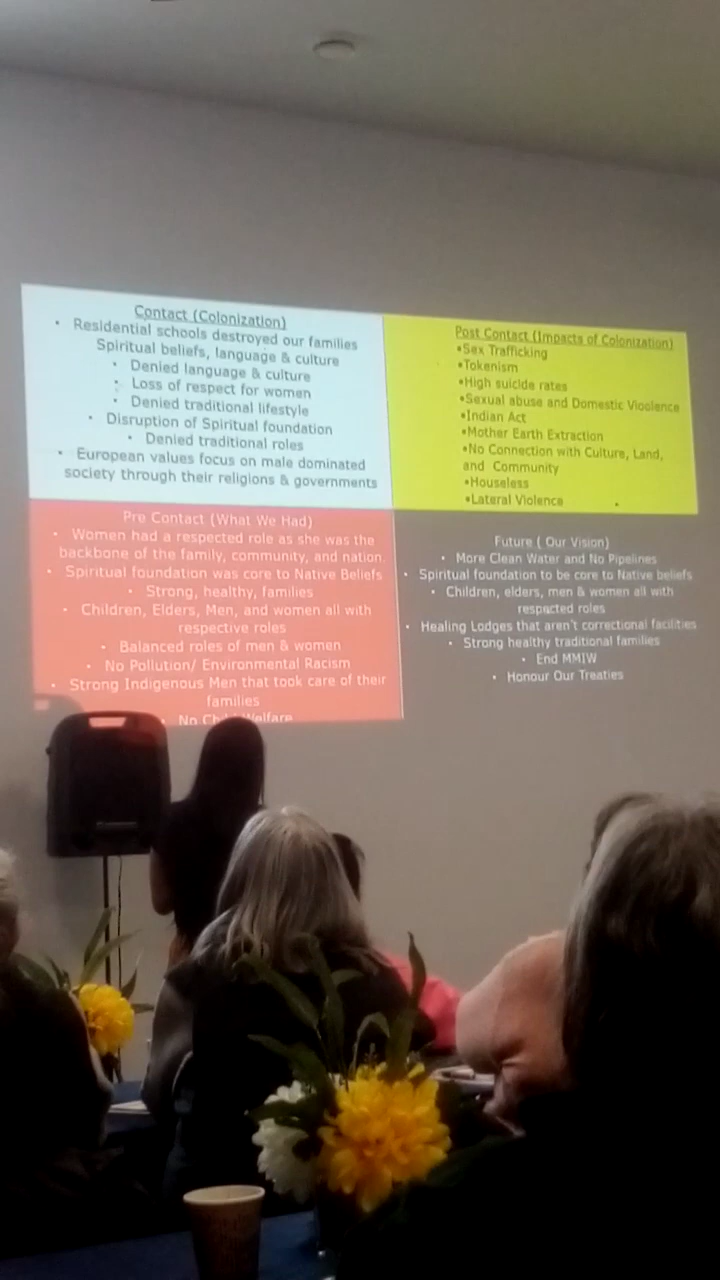 Contact (Colonization)
• Residential schools destroyed our families
Spiritual beliefs, language & culture
• Denied language & culture
• Loss of respect for women
• Denied traditional lifestyle
• Disruption of Spiritual foundation
• Denied traditional roles
• European values focus on male dominated
society through their religions & governments
Post Contact (Impacts of Colonization)
•Sex Trafficking
•Tokenism
•High suicide rates
•Sexual abuse and Domestic Vioolence
•Indian Act
•Mother Earth Extraction
•No Connection with Culture, Land,
and Community
•Houseless
•Lateral Violence
Pre Contact (What We Had)
• Women had a respected role as she was the
backbone of the family, community, and nation.
• Spiritual foundation was core to Native Beliefs
• Strong, healthy, families
• Children, Elders, Men, and women all with
respective roles
• Balanced roles of men & women
• No Pollution/ Environmental Racism
• Strong Indigenous Men that took care of their
families
• No Child Welfare
Future ( Our Vision)
• More Clean Water and No Pipelines
• Spiritual foundation to be core to Native beliefs
• Children, elders, men & women all with
respected roles
• Healing Lodges that aren't correctional facilities
• Strong healthy traditional families
• End MMIW
• Honour Our Treaties